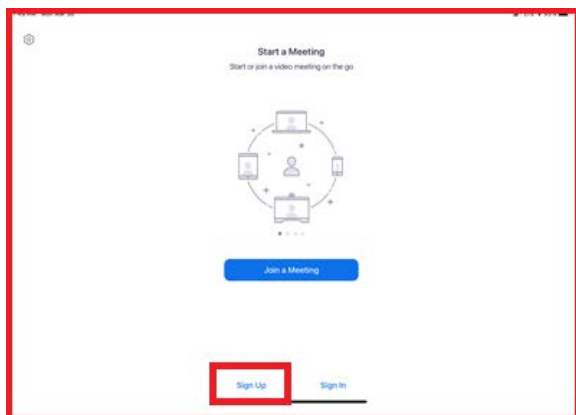 Start a Meeting
Start or join a video meeting on the go
Join a Meeting
Sign Up
Sign In